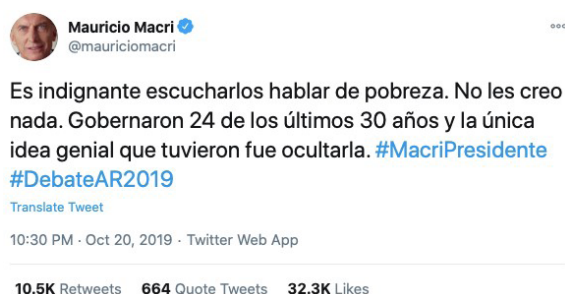 Mauricio Macri
@mauriciomacri
Es indignante escucharlos hablar de pobreza. No les creo
nada. Gobernaron 24 de los últimos 30 años y la única
idea genial que tuvieron fue ocultarla. #MacriPresidente
#DebateAR2019
Translate Tweet
10:30 PM · Oct 20, 2019 · Twitter Web App
10.5K Retweets 664 Quote Tweets 32.3K Likes